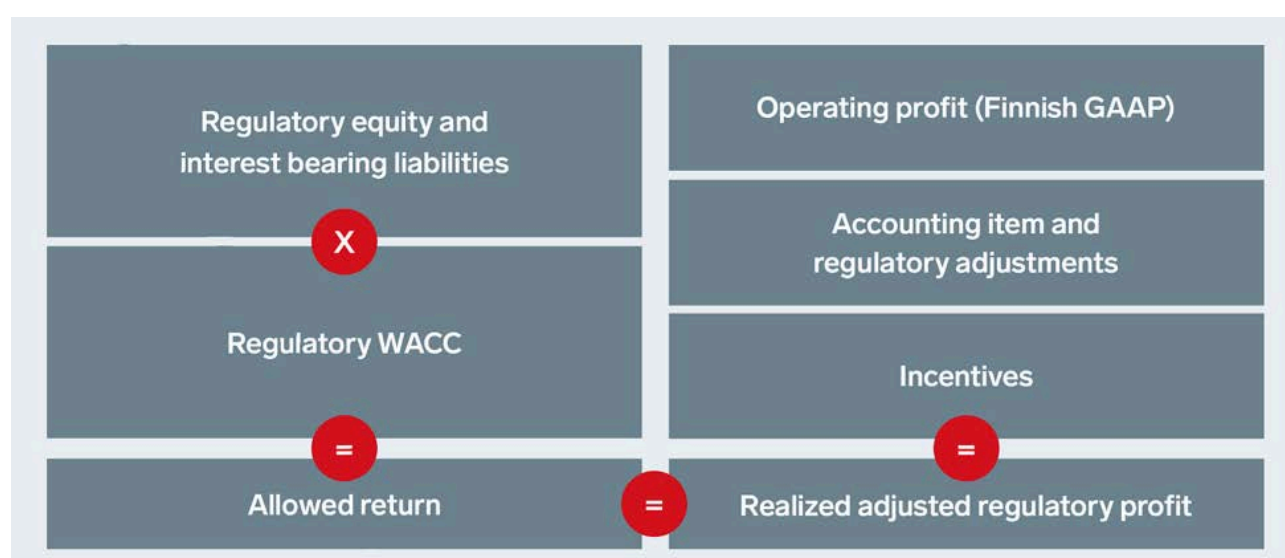 Regulatory equity and
interest bearing liabilities
X
Regulatory WACC
=
Allowed return
=
Operating profit (Finnish GAAP)
Accounting item and
regulatory adjustments
Incentives
=
Realized adjusted regulatory profit